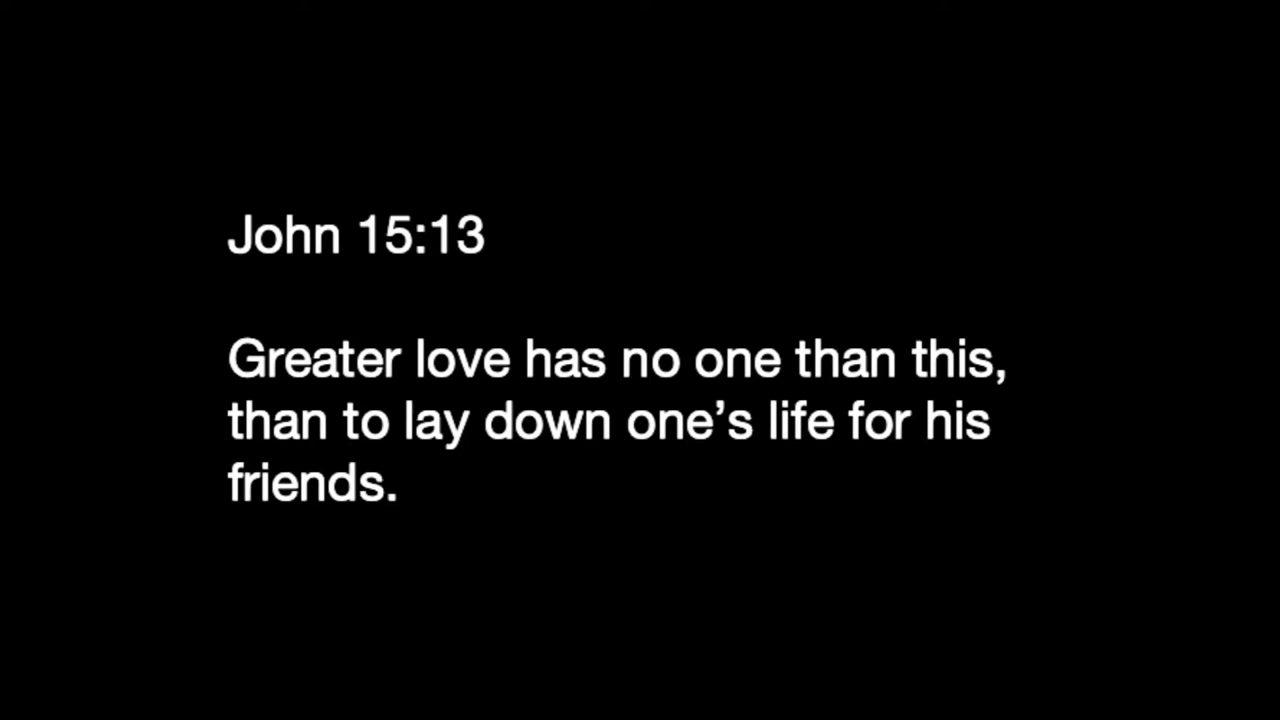 John 15:13
Greater love has no one than this,
than to lay down one’s life for his
friends.